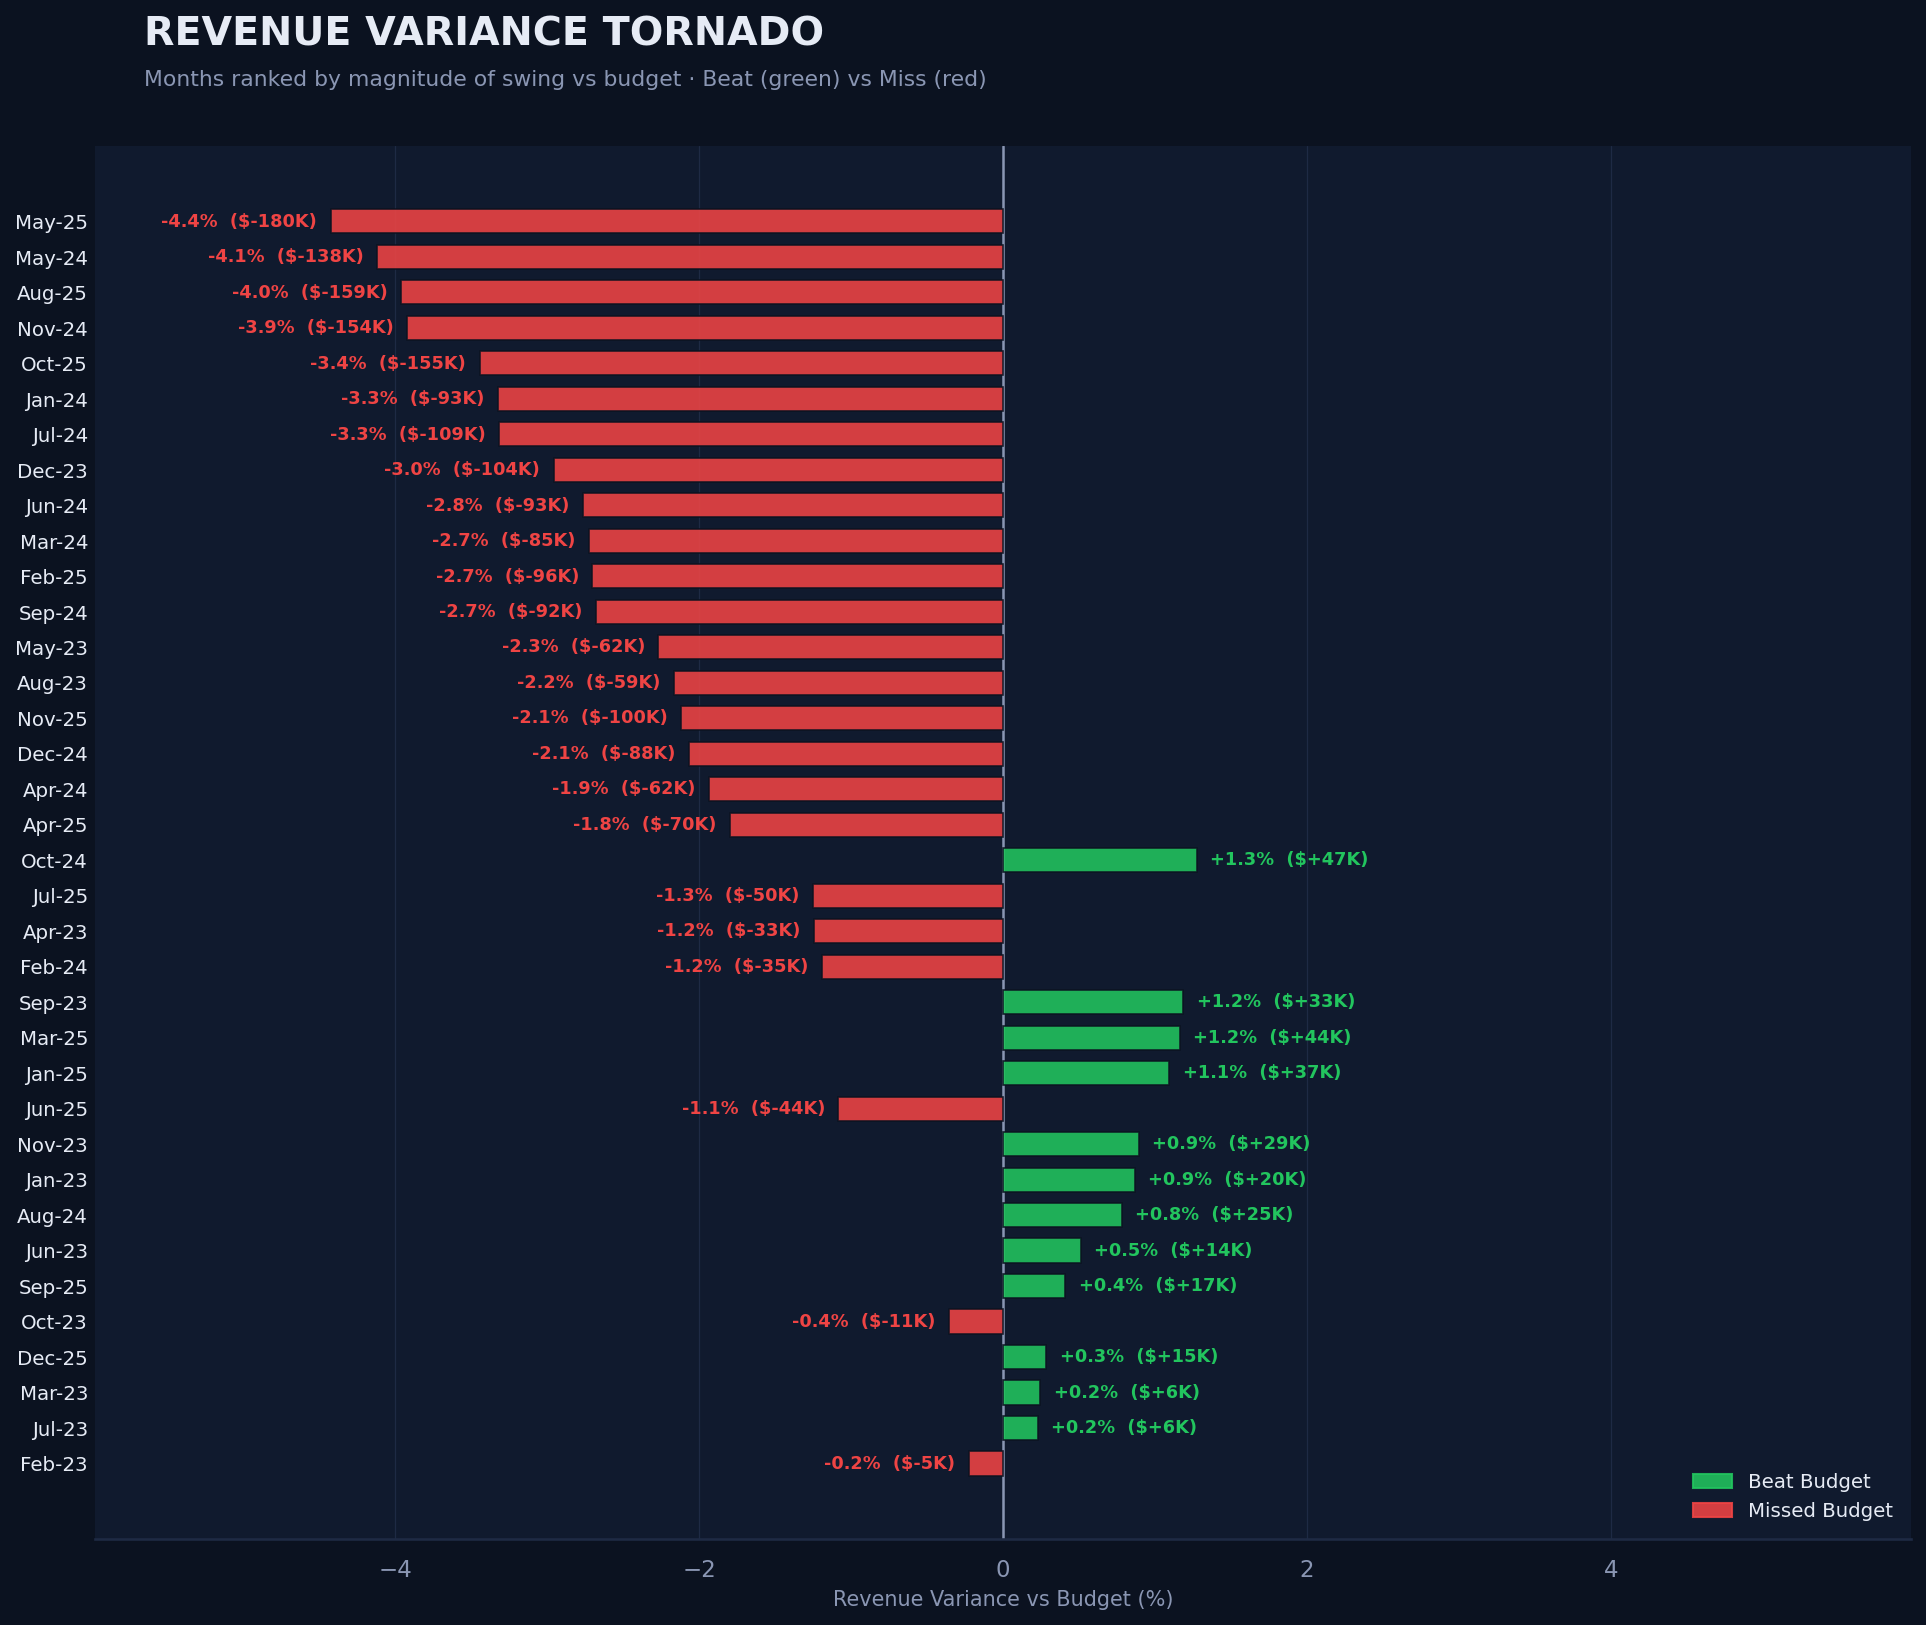 REVENUE VARIANCE TORNADO
Months ranked by magnitude of swing vs budget · Beat (green) vs Miss (red)
May-25 -4.4% ($-180K)
May-24 -4.1% ($-138K)
Aug-25 -4.0% ($-159K)
Nov-24 -3.9% ($-154K)
Oct-25 -3.4% ($-155K)
Jan-24 -3.3% ($-93K)
Jul-24 -3.3% ($-109K)
Dec-23 -3.0% ($-104K)
Jun-24 -2.8% ($-93K)
Mar-24 -2.7% ($-85K)
Feb-25 -2.7% ($-96K)
Sep-24 -2.7% ($-92K)
May-23 -2.3% ($-62K)
Aug-23 -2.2% ($-59K)
Nov-25 -2.1% ($-100K)
Dec-24 -2.1% ($-88K)
Apr-24 -1.9% ($-62K)
Apr-25 -1.8% ($-70K)
Oct-24 +1.3% ($+47K)
Jul-25 -1.3% ($-50K)
Apr-23 -1.2% ($-33K)
Feb-24 -1.2% ($-35K)
Sep-23 +1.2% ($+33K)
Mar-25 +1.2% ($+44K)
Jan-25 +1.1% ($+37K)
Jun-25 -1.1% ($-44K)
Nov-23 +0.9% ($+29K)
Jan-23 +0.9% ($+20K)
Aug-24 +0.8% ($+25K)
Jun-23 +0.5% ($+14K)
Sep-25 +0.4% ($+17K)
Oct-23 -0.4% ($-11K)
Dec-25 +0.3% ($+15K)
Mar-23 +0.2% ($+6K)
Jul-23 +0.2% ($+6K)
Feb-23 -0.2% ($-5K)
Beat Budget
Missed Budget
−4 −2 0 2 4
Revenue Variance vs Budget (%)